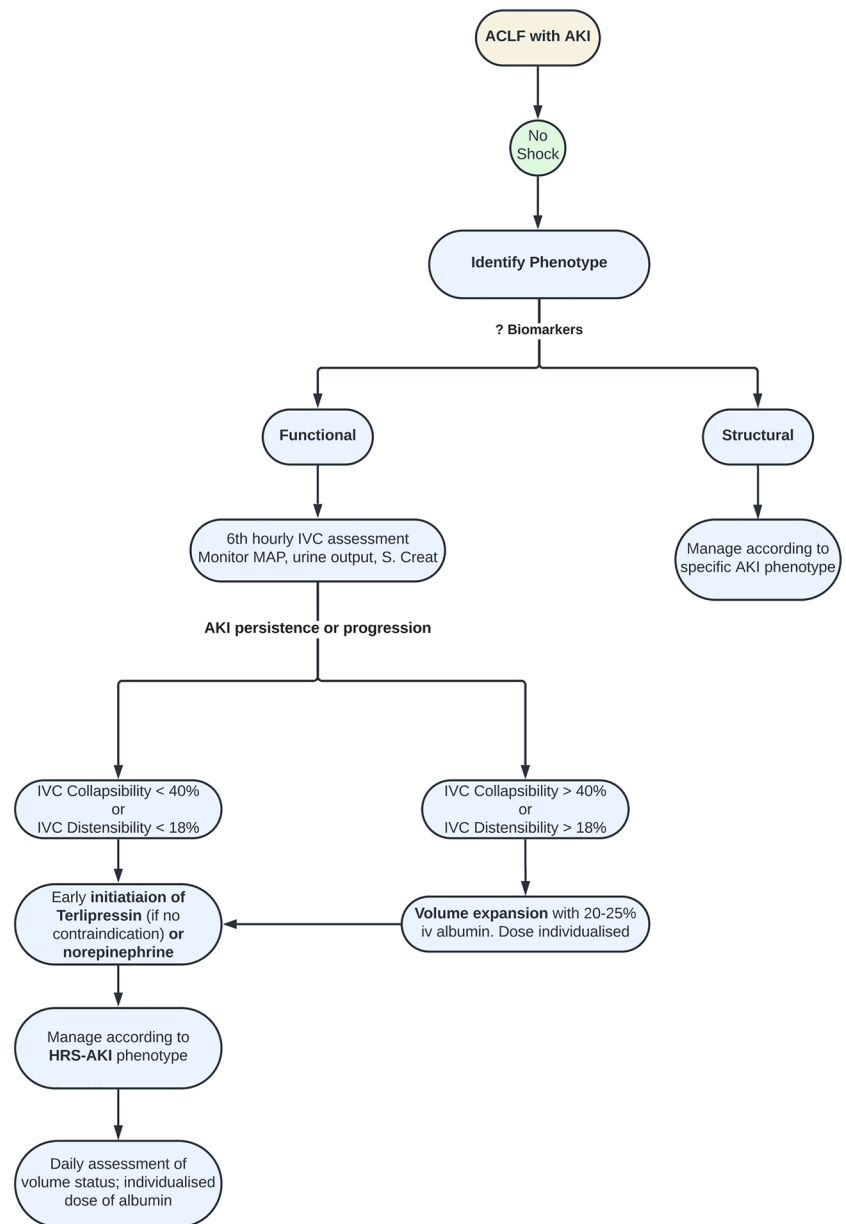 ACLF with AKI
No
Shock
Identify Phenotype
? Biomarkers
Functional
Structural
6th hourly IVC assessment
Monitor MAP, urine output, S. Creat
Manage according to
specific AKI phenotype
AKI persistence or progression
IVC Collapsibility < 40%
or
IVC Distensibility < 18%
IVC Collapsibility > 40%
or
IVC Distensibility > 18%
Early initiatiaion of
Terlipressin (if no
contraindication) or
norepinephrine
Volume expansion with 20-25%
iv albumin. Dose individualised
Manage according to
HRS-AKI phenotype
Daily assessment of
volume status; individualised
dose of albumin